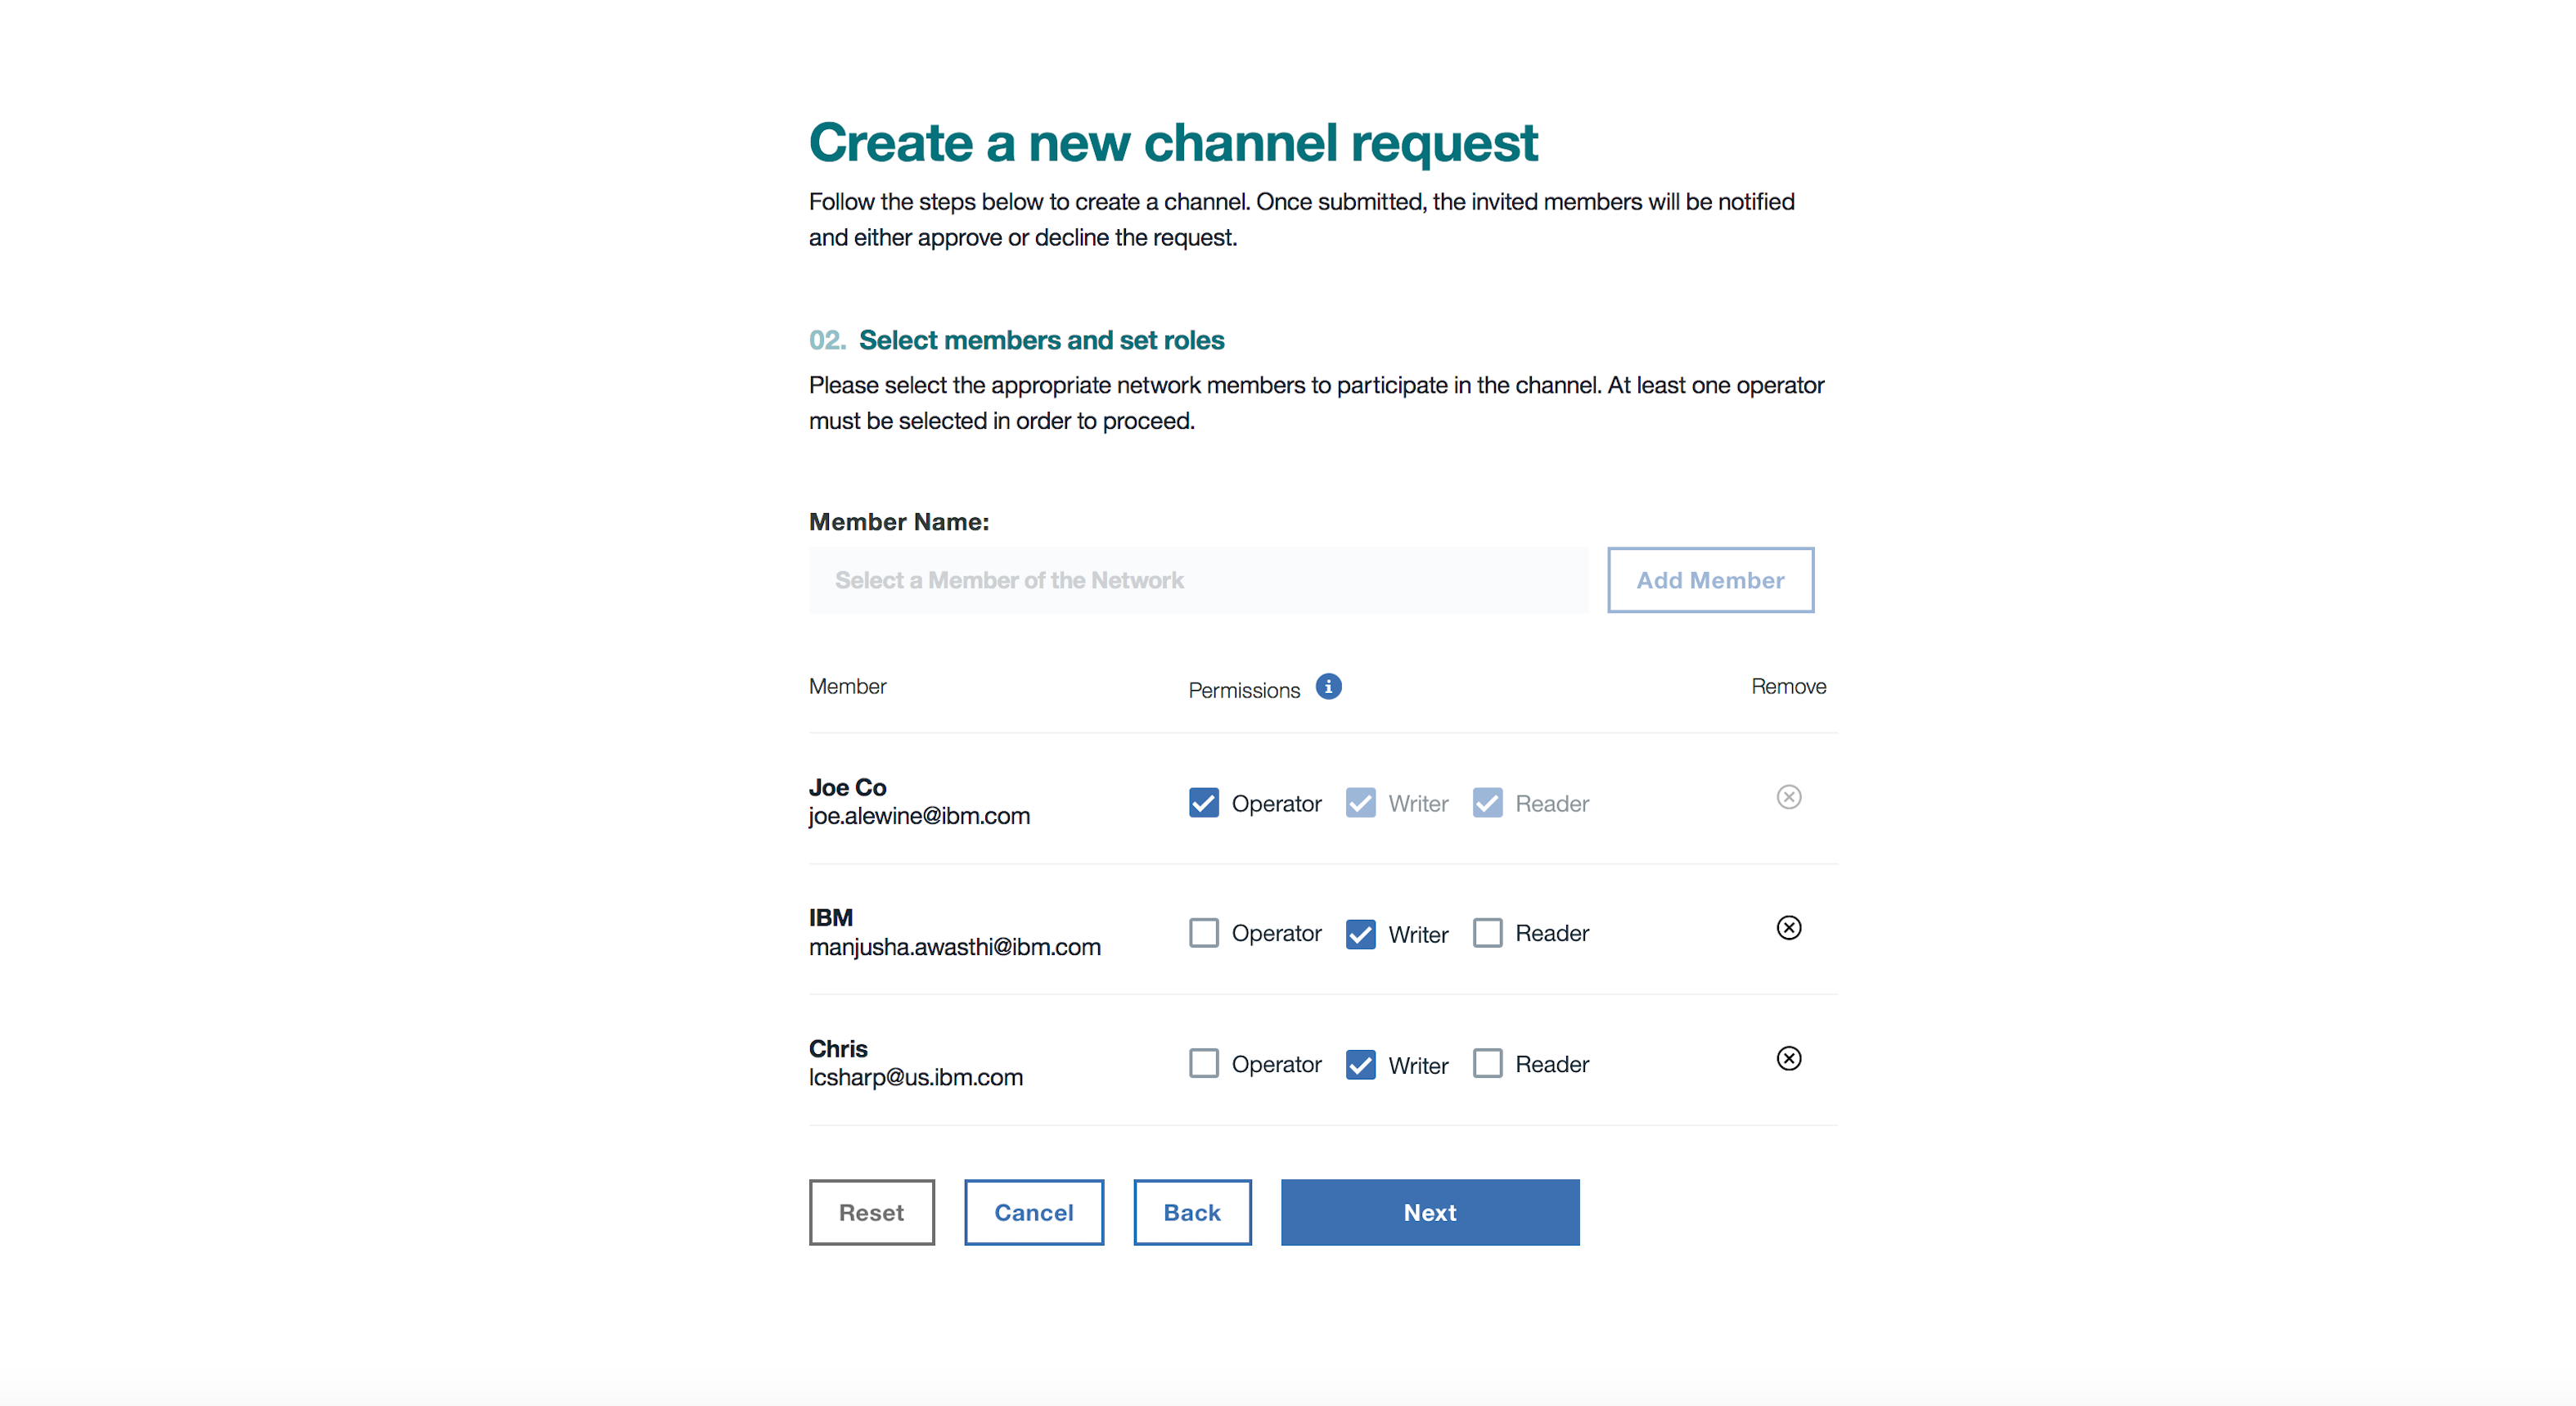 Create a new channel request
Follow the steps below to create a channel. Once submitted, the invited members will be notified
and either approve or decline the request.
02. Select members and set roles
Please select the appropriate network members to participate in the channel. At least one operator
must be selected in order to proceed.
Member Name:
Select a Member of the Network Add Member
Member Permissions i Remove
Joe Co
joe.alewine@ibm.com
Operator Writer Reader
IBM
manjusha.awasthi@ibm.com
Operator Writer Reader
Chris
lcsharp@us.ibm.com
Operator Writer Reader
Reset Cancel Back Next